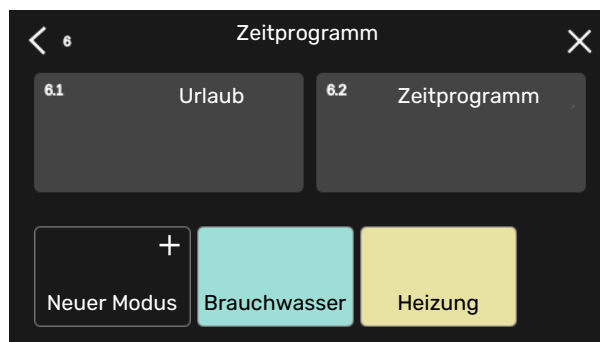 6 Zeitprogramm
6.1 Urlaub
6.2 Zeitprogramm
Neuer Modus
Brauchwasser
Heizung